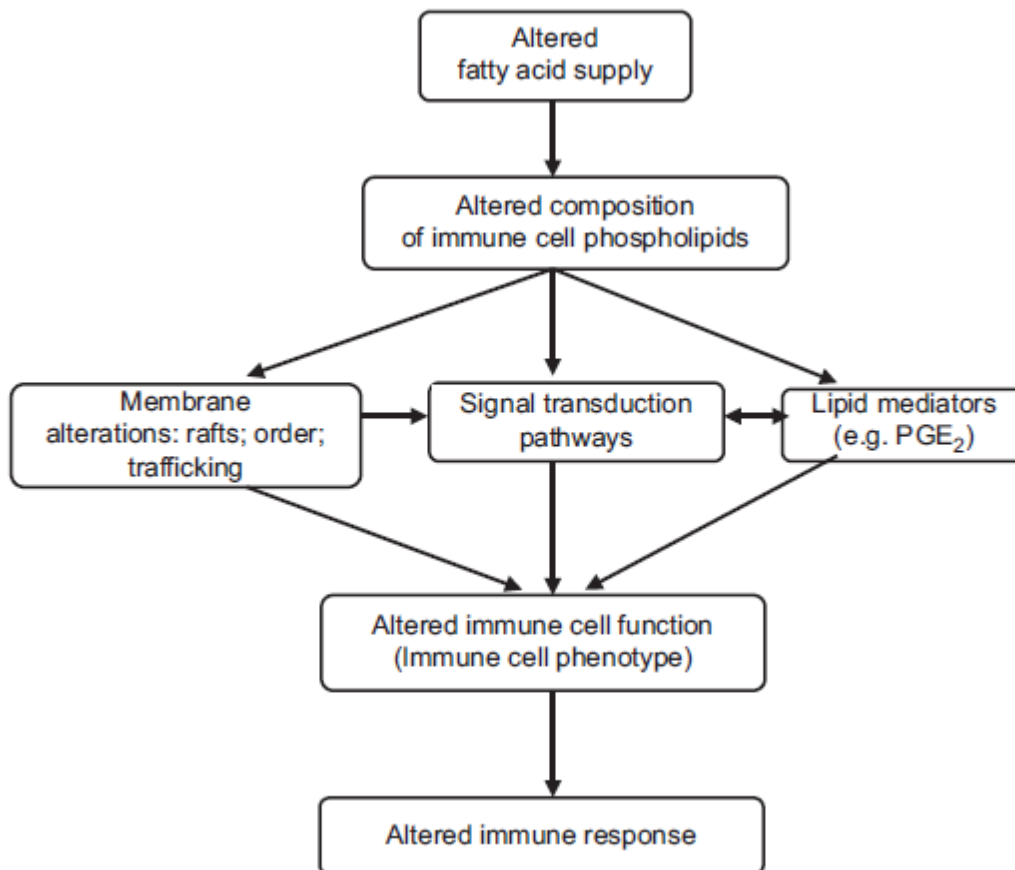 Altered
fatty acid supply
Altered composition
of immune cell phospholipids
Membrane
alterations: rafts; order;
trafficking
Signal transduction
pathways
Lipid mediators
(e.g. PGE₂)
Altered immune cell function
(Immune cell phenotype)
Altered immune response